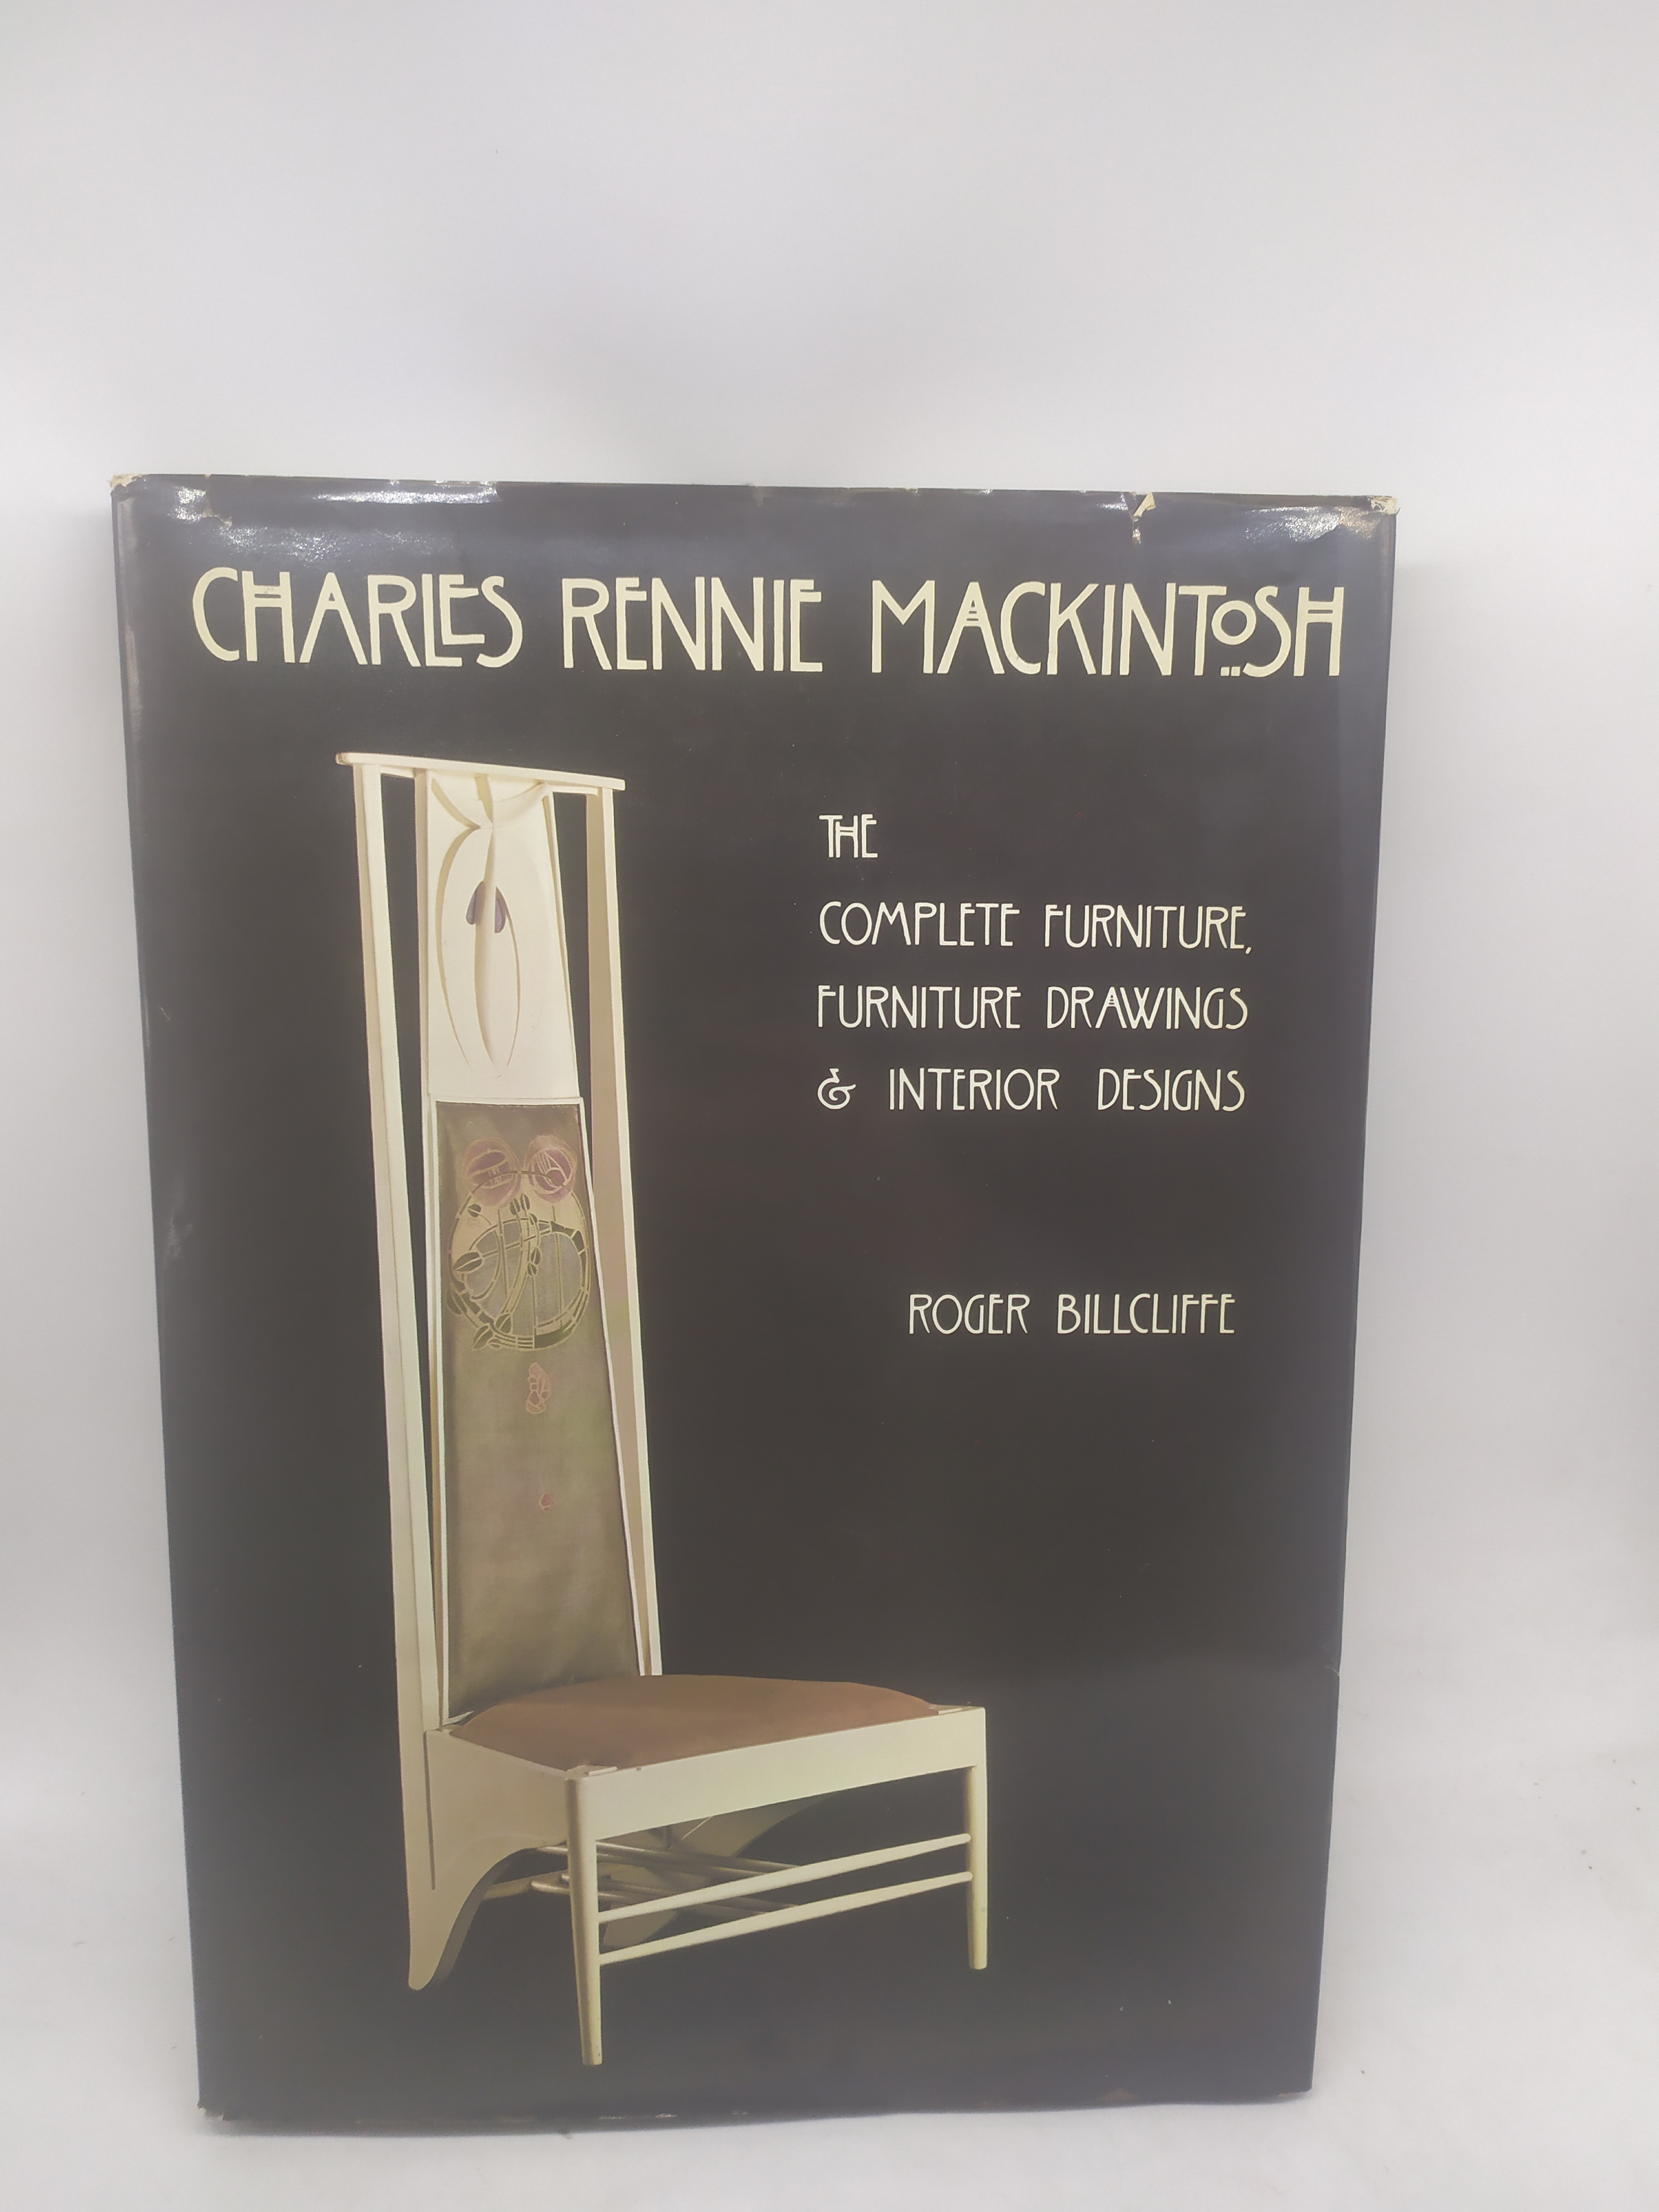 CHARLES RENNIE MACKINTOSH
THE
COMPLETE FURNITURE,
FURNITURE DRAWINGS
& INTERIOR DESIGNS
ROGER BILLCLIFFE